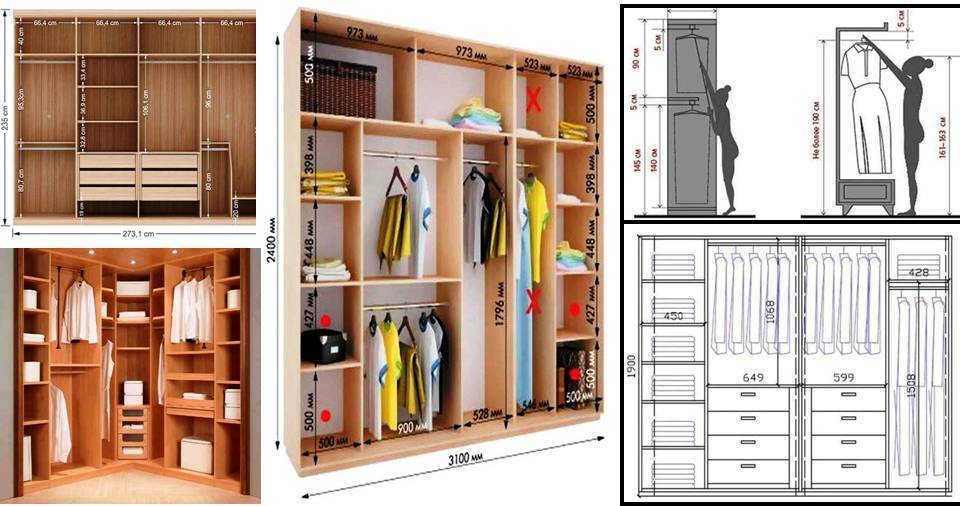 66,4 cm
66,4 cm
66,4 cm
66,4 cm
40 cm
33,4 cm
95,3cm
36,9 cm
106,1 cm
96 cm
235 cm
32,8 cm
80,7 cm
80 cm
20 cm
273,1 cm
973 мм
973 мм
523 мм
523 мм
500 мм
X
500 мм
398 мм
398 мм
448 мм
448 мм
2400 мм
427 мм
1796 мм
X
427 мм
500 мм
500 мм
500 мм
500 мм
900 мм
528 мм
546 мм
3100 мм
5 см
90 см
5 см
145 см
140 см
5 см
Не более 190 см
161-163 см
428
450
1068
649
599
1508
1900